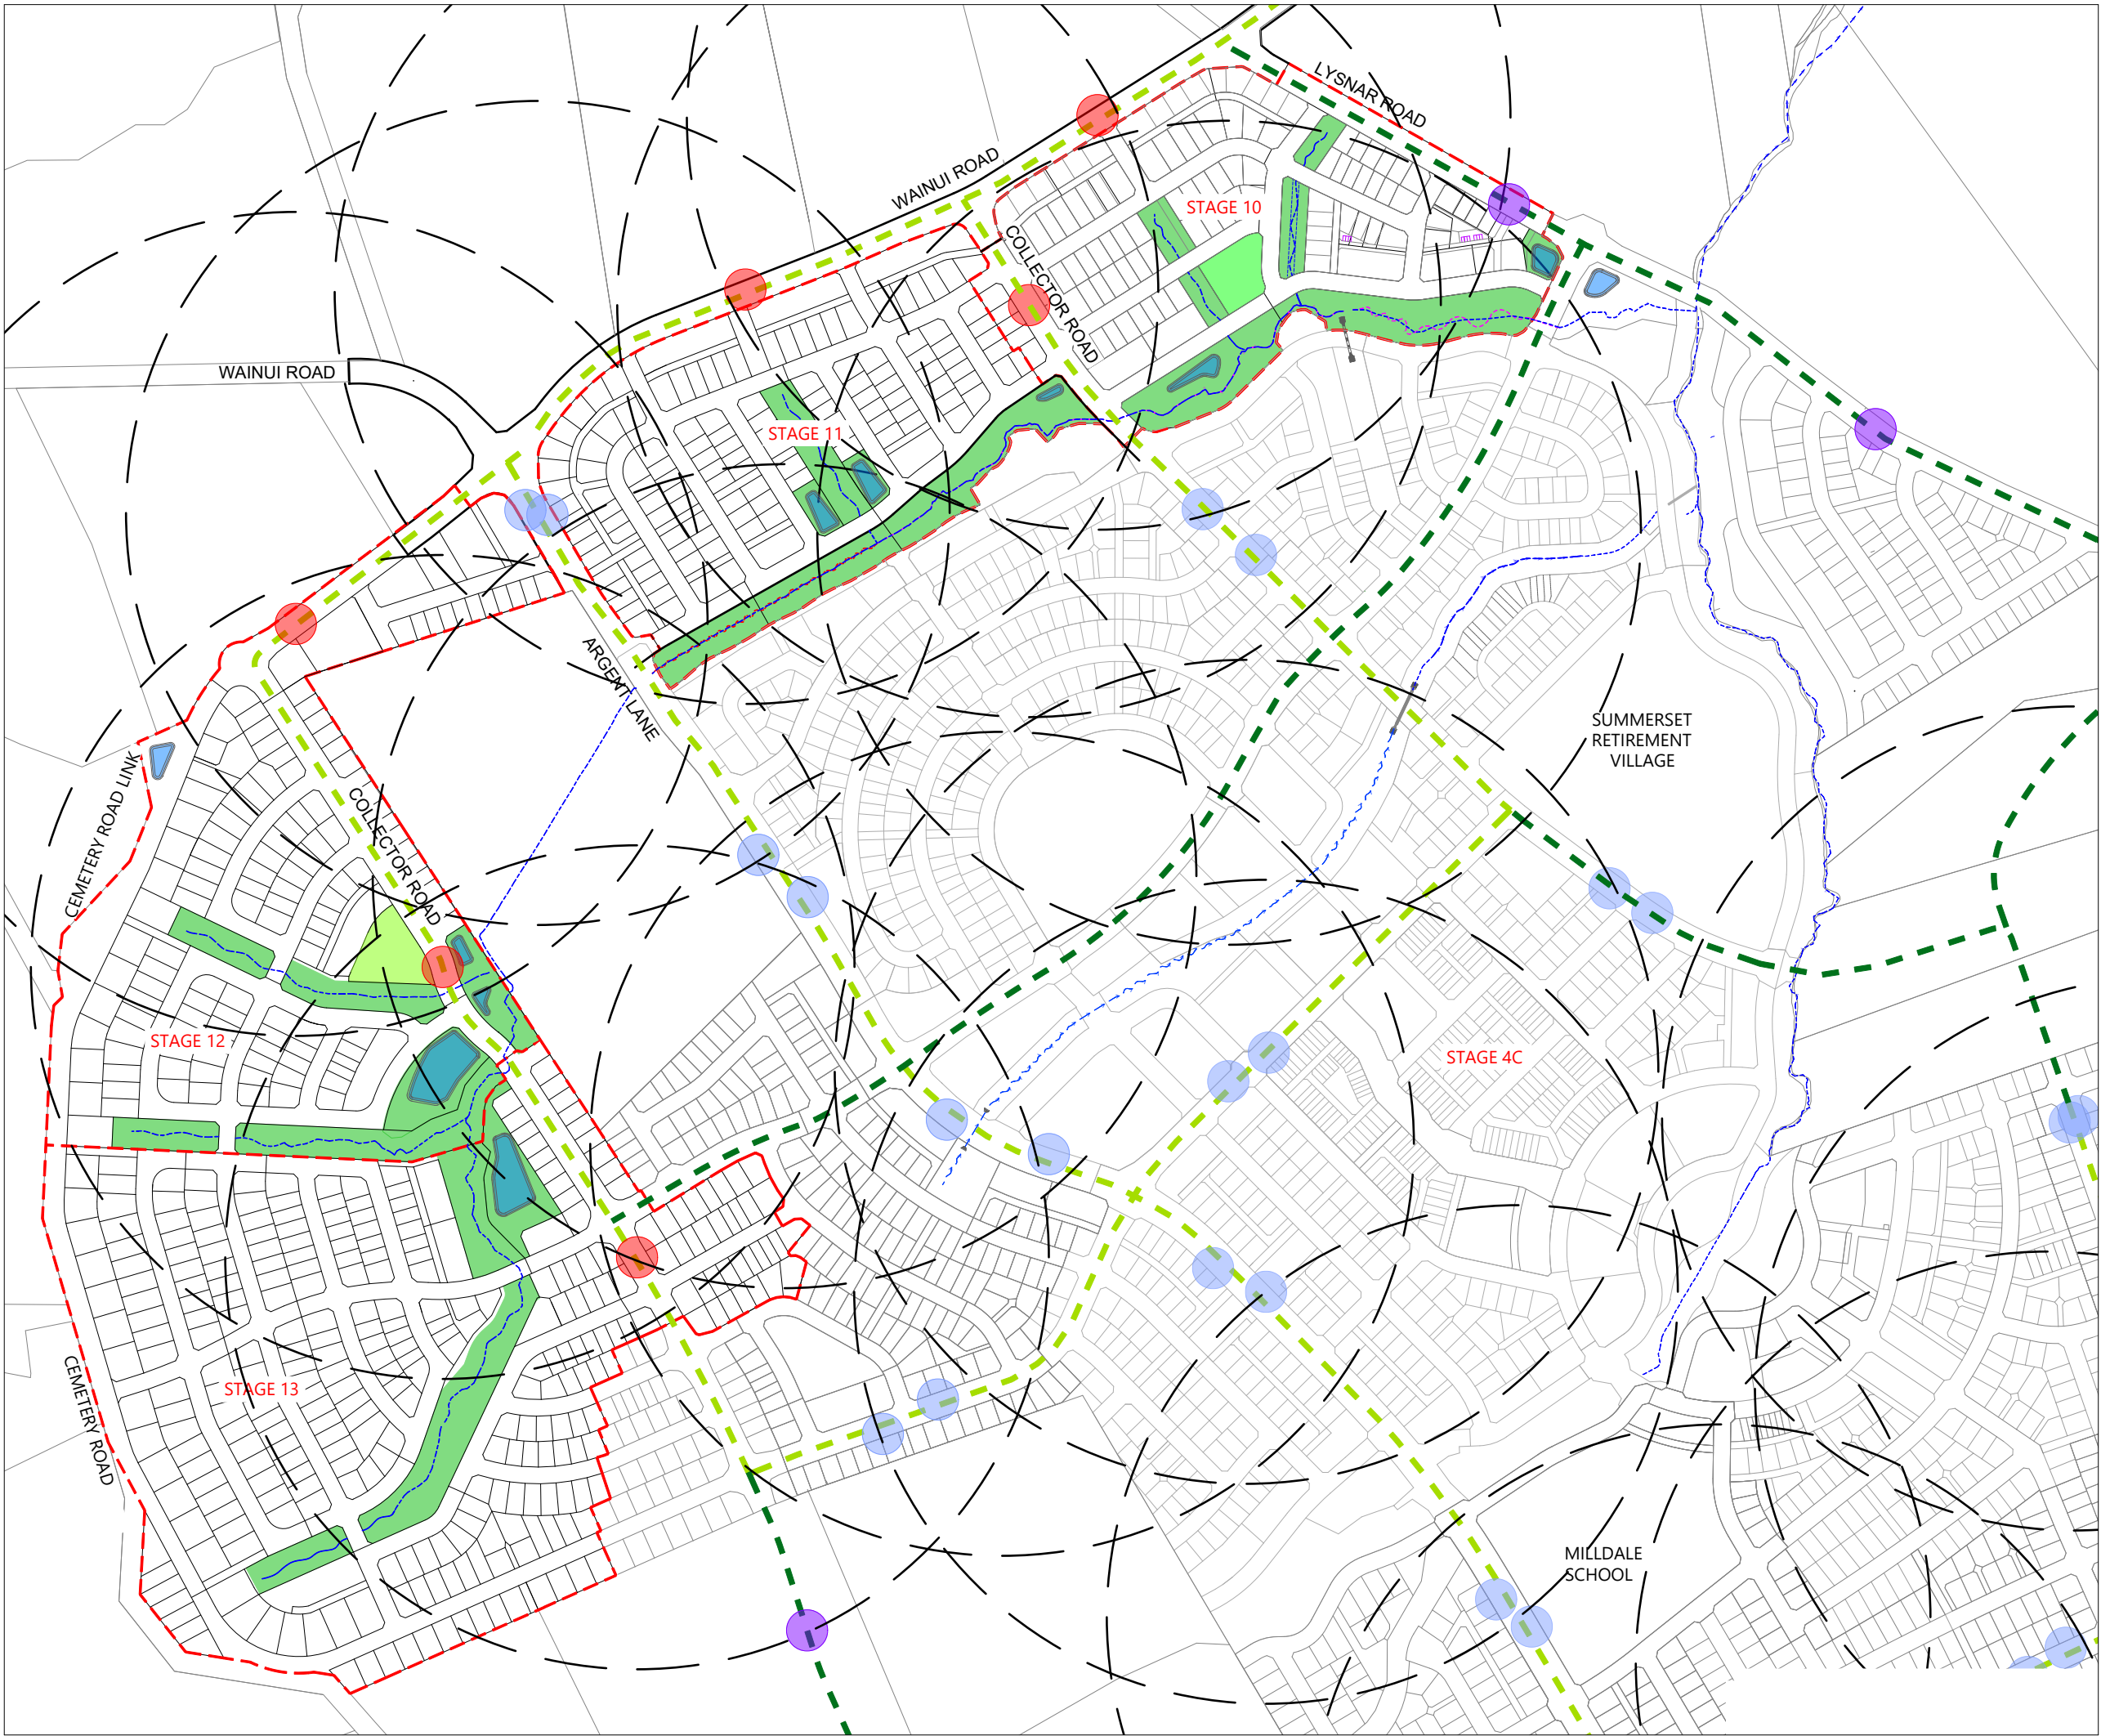 LYSNAR ROAD
WAINUI ROAD
STAGE 10
COLLECTOR ROAD
WAINUI ROAD
STAGE 11
ARGENT LANE
SUMMERSET
RETIREMENT
VILLAGE
CEMETERY ROAD LINK
COLLECTOR ROAD
STAGE 12
STAGE 4C
STAGE 13
CEMETERY ROAD
MILLDALE
SCHOOL